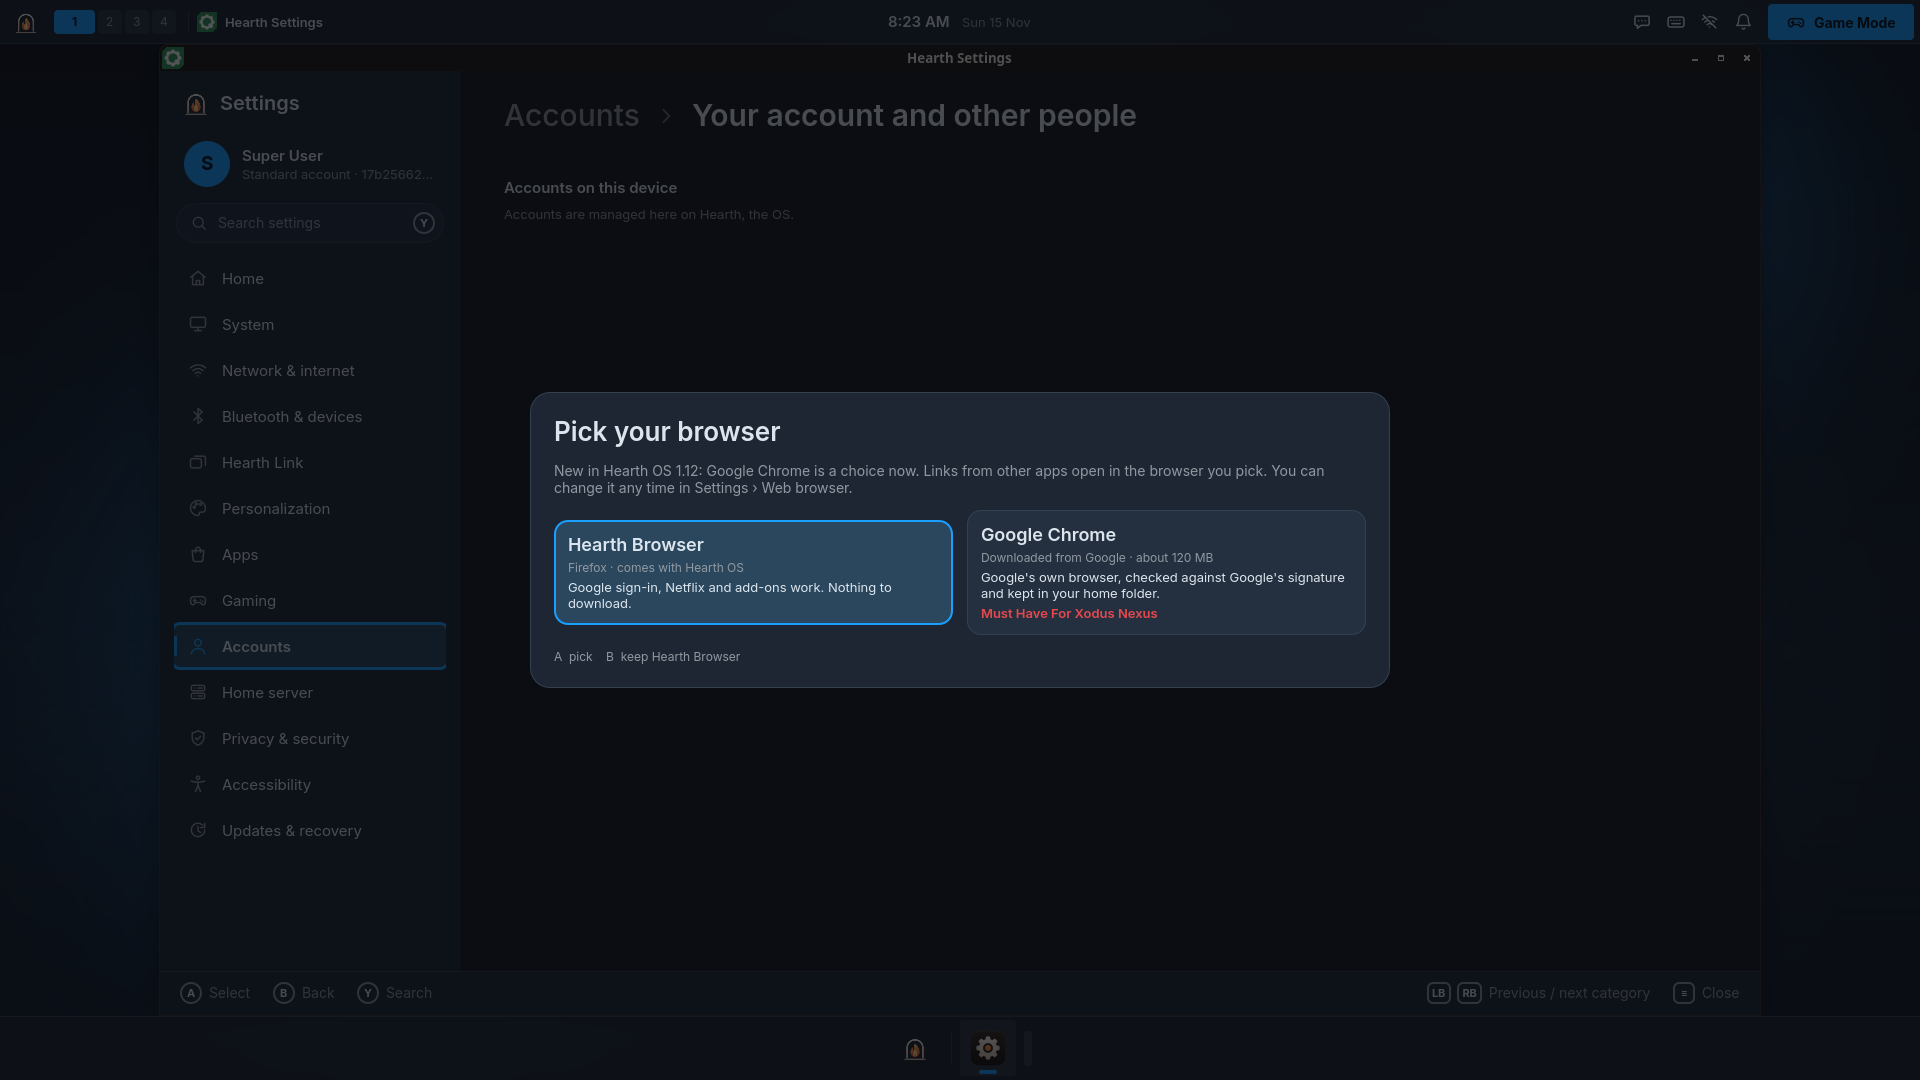 1 2 3 4 Hearth Settings
8:23 AM Sun 15 Nov
Game Mode
Hearth Settings
Settings
S
Super User
Standard account · 17b25662...
Search settings Y
Home
System
Network & internet
Bluetooth & devices
Hearth Link
Personalization
Apps
Gaming
Accounts
Home server
Privacy & security
Accessibility
Updates & recovery
Accounts › Your account and other people
Accounts on this device
Accounts are managed here on Hearth, the OS.
Pick your browser
New in Hearth OS 1.12: Google Chrome is a choice now. Links from other apps open in the browser you pick. You can
change it any time in Settings › Web browser.
Hearth Browser
Firefox · comes with Hearth OS
Google sign-in, Netflix and add-ons work. Nothing to
download.
Google Chrome
Downloaded from Google · about 120 MB
Google's own browser, checked against Google's signature
and kept in your home folder.
Must Have For Xodus Nexus
A pick B keep Hearth Browser
A Select B Back Y Search
LB RB Previous / next category ≡ Close